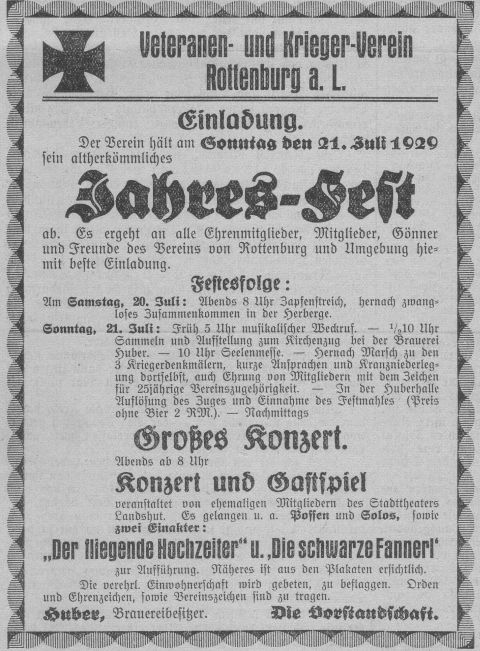 Veteranen- und Krieger-Verein
Rottenburg a. L.
Einladung.
Der Verein hält am Sonntag den 21. Juli 1929
sein altherkömmliches
Jahres-Fest
ab. Es ergeht an alle Ehrenmitglieder, Mitglieder, Gönner
und Freunde des Vereins von Rottenburg und Umgebung hie-
mit beste Einladung.
Festesfolge:
Am Samstag, 20. Juli: Abends 8 Uhr Zapfenstreich, hernach zwang-
loses Zusammenkommen in der Herberge.
Sonntag, 21. Juli: Früh 5 Uhr musikalischer Weckruf. — ½10 Uhr
Sammeln und Aufstellung zum Kirchenzug bei der Brauerei
Huber. — 10 Uhr Seelenmesse. — Hernach Marsch zu den
3 Kriegerdenkmälern, kurze Ansprachen und Kranzniederleg-
ung dortselbst, auch Ehrung von Mitgliedern mit dem Zeichen
für 25jährige Vereinszugehörigkeit. — In der Huberhalle
Auflösung des Zuges und Einnahme des Festmahles (Preis
ohne Bier 2 RM.). — Nachmittags
Großes Konzert.
Abends ab 8 Uhr
Konzert und Gastspiel
veranstaltet von ehemaligen Mitgliedern des Stadttheaters
Landshut. Es gelangen u. a. Possen und Solos, sowie
zwei Einakter:
„Der fliegende Hochzeiter" u. ‚Die schwarze Fannerl'
zur Aufführung. Näheres ist aus den Plakaten ersichtlich.
Die verehrl. Einwohnerschaft wird gebeten, zu beflaggen. Orden
und Ehrenzeichen, sowie Vereinszeichen sind zu tragen.
Huber, Brauereibesitzer. Die Vorstandschaft.